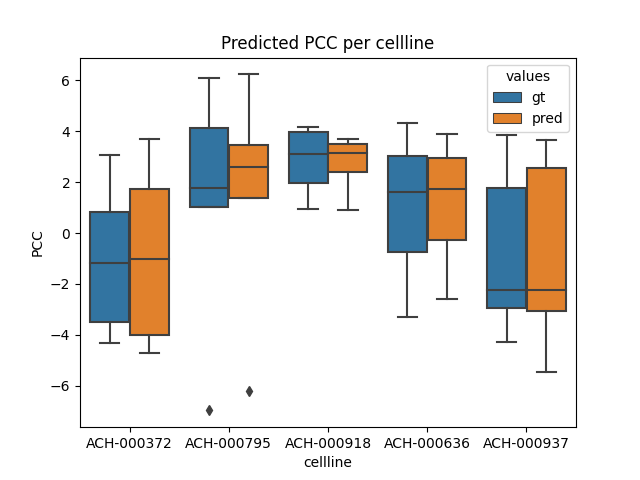 Predicted PCC per cellline
values
gt
pred
6
4
2
0
−2
−4
−6
PCC
ACH-000372 ACH-000795 ACH-000918 ACH-000636 ACH-000937
cellline